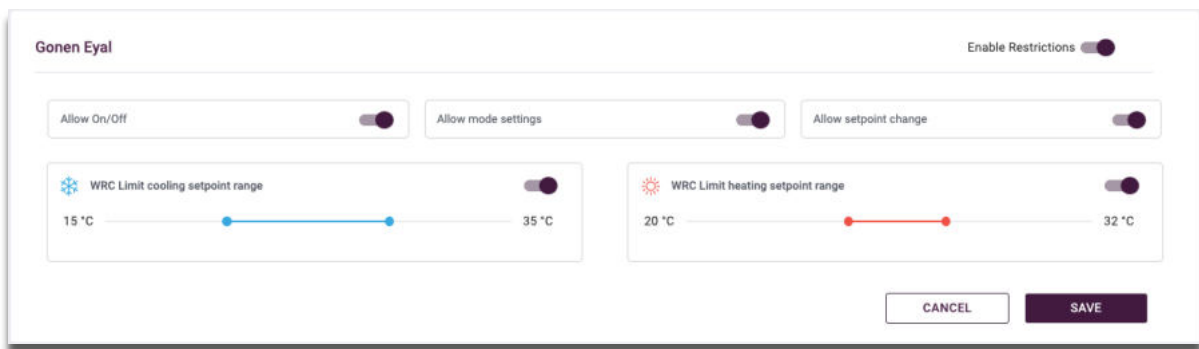 Gonen Eyal
Enable Restrictions
Allow On/Off
Allow mode settings
Allow setpoint change
WRC Limit cooling setpoint range
WRC Limit heating setpoint range
15 °C
35 °C
20 °C
32 °C
CANCEL
SAVE